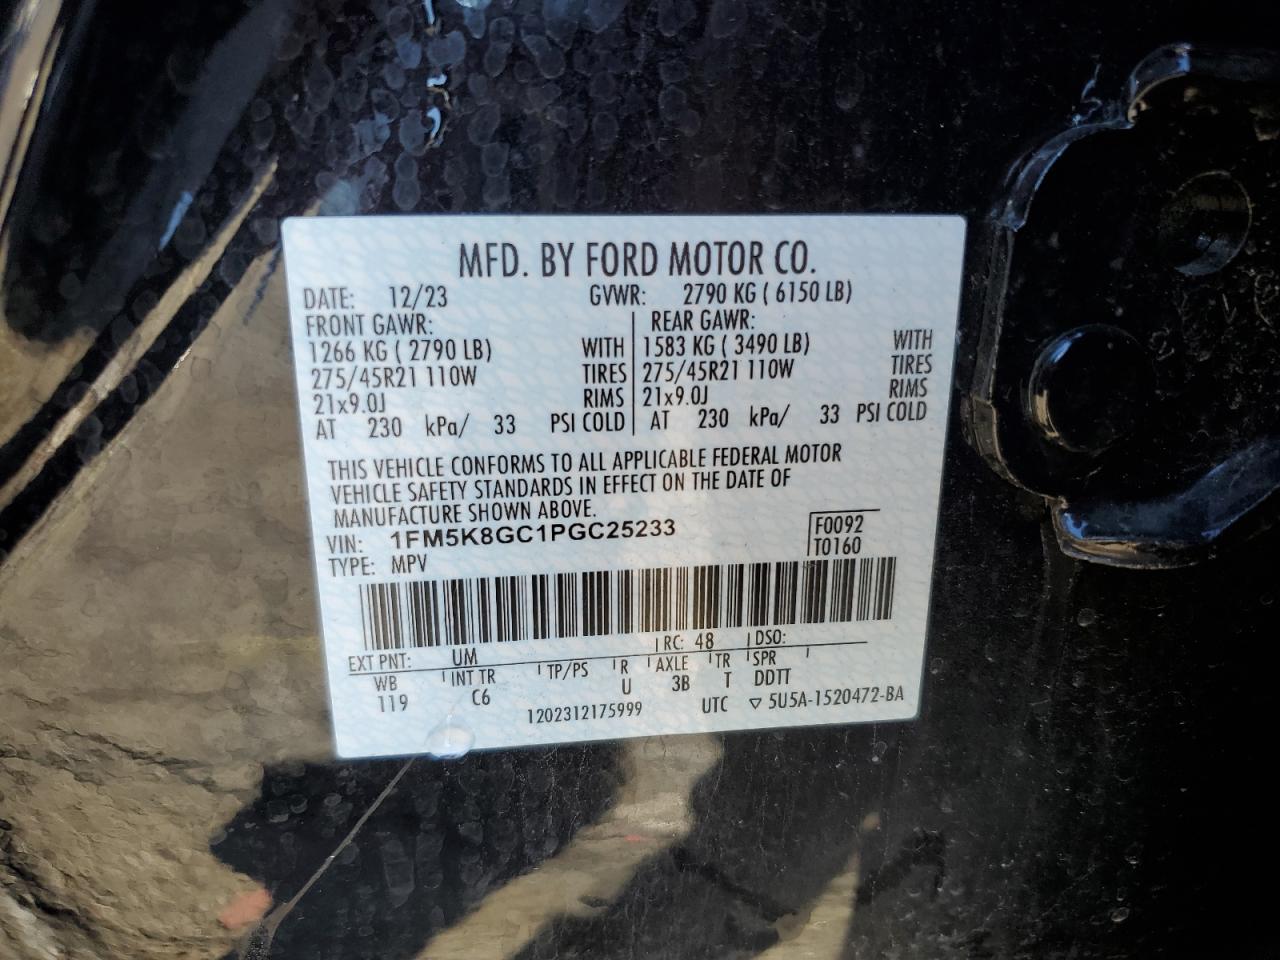 MFD. BY FORD MOTOR CO.
DATE: 12/23 GVWR: 2790 KG ( 6150 LB)
FRONT GAWR: REAR GAWR:
1266 KG ( 2790 LB) WITH 1583 KG ( 3490 LB) WITH
275/45R21 110W TIRES 275/45R21 110W TIRES
21x9.0J RIMS 21x9.0J RIMS
AT 230 kPa/ 33 PSI COLD AT 230 kPa/ 33 PSI COLD
THIS VEHICLE CONFORMS TO ALL APPLICABLE FEDERAL MOTOR
VEHICLE SAFETY STANDARDS IN EFFECT ON THE DATE OF
MANUFACTURE SHOWN ABOVE.
VIN: 1FM5K8GC1PGC25233 F0092
TYPE: MPV T0160
EXT PNT: UM RC: 48 DSO:
WB INT TR TP/PS R AXLE TR SPR
119 C6 U 3B T DDTT
1202312175999 UTC ▽ 5U5A-1520472-BA